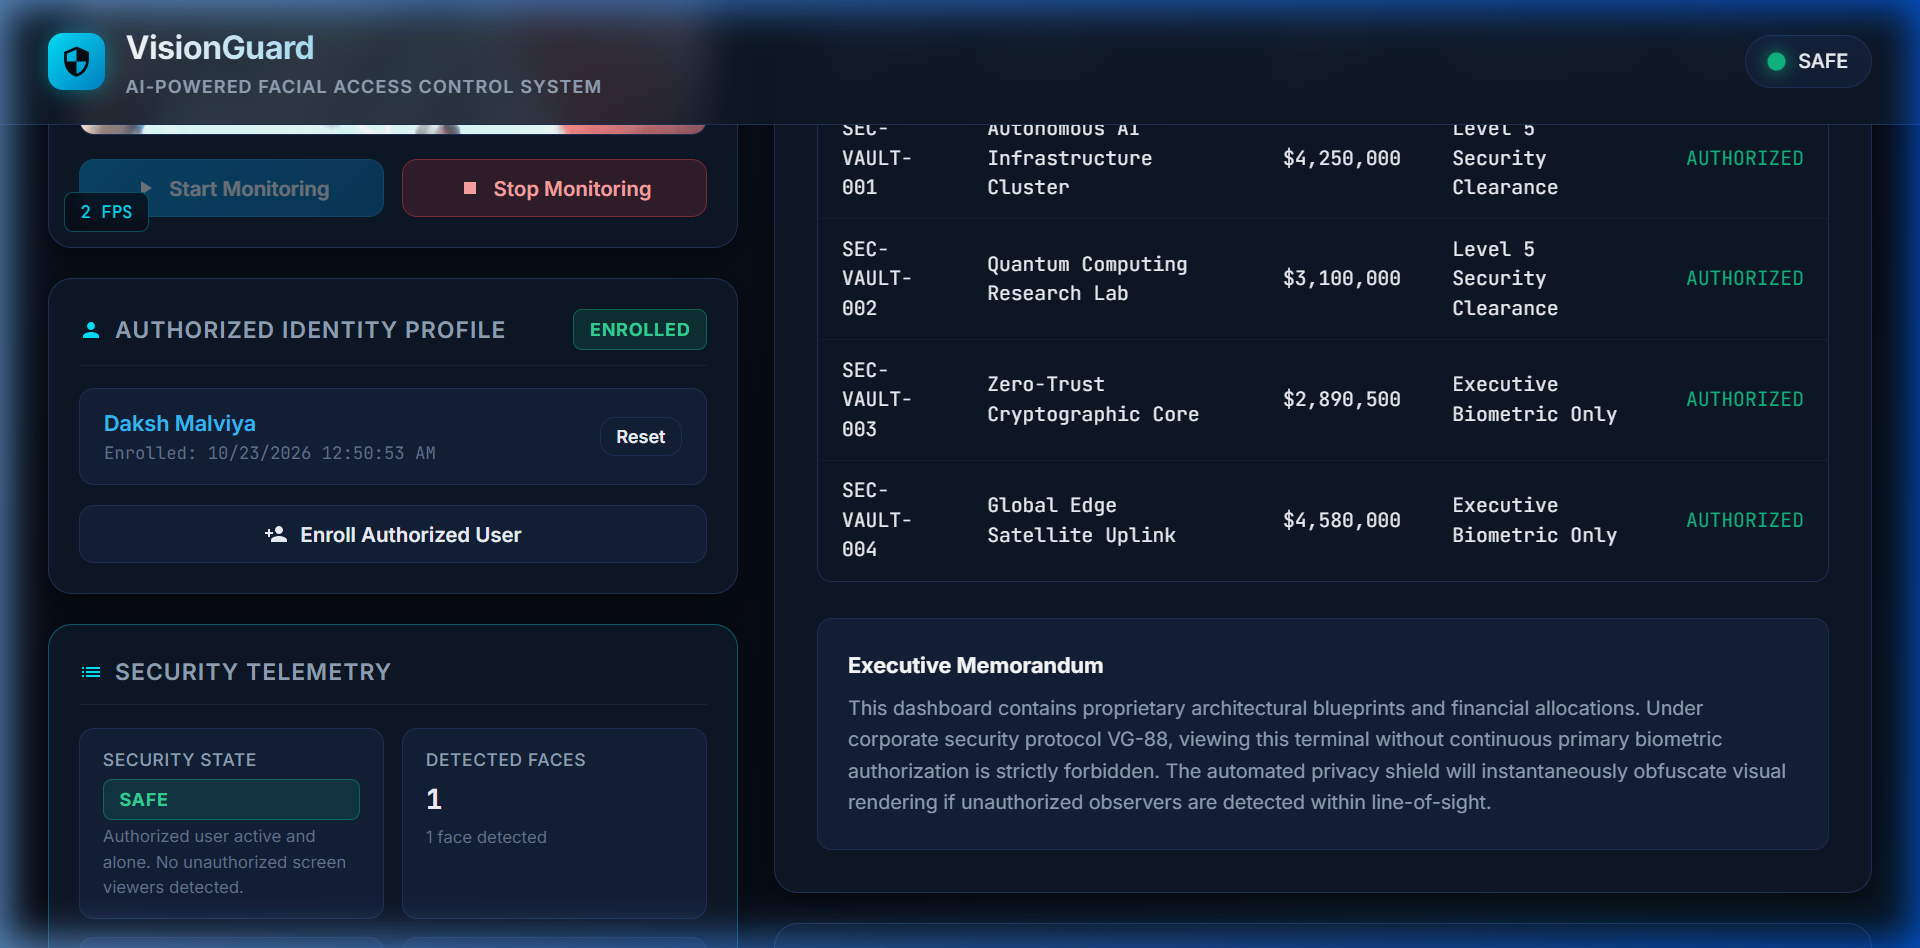 VisionGuard
AI-POWERED FACIAL ACCESS CONTROL SYSTEM
SAFE
Start Monitoring
Stop Monitoring
2 FPS
AUTHORIZED IDENTITY PROFILE
ENROLLED
Daksh Malviya
Enrolled: 10/23/2026 12:50:53 AM
Reset
Enroll Authorized User
SECURITY TELEMETRY
SECURITY STATE
SAFE
Authorized user active and
alone. No unauthorized screen
viewers detected.
DETECTED FACES
1
1 face detected
SEC-
VAULT-
001
Autonomous AI
Infrastructure
Cluster
$4,250,000
Level 5
Security
Clearance
AUTHORIZED
SEC-
VAULT-
002
Quantum Computing
Research Lab
$3,100,000
Level 5
Security
Clearance
AUTHORIZED
SEC-
VAULT-
003
Zero-Trust
Cryptographic Core
$2,890,500
Executive
Biometric Only
AUTHORIZED
SEC-
VAULT-
004
Global Edge
Satellite Uplink
$4,580,000
Executive
Biometric Only
AUTHORIZED
Executive Memorandum
This dashboard contains proprietary architectural blueprints and financial allocations. Under
corporate security protocol VG-88, viewing this terminal without continuous primary biometric
authorization is strictly forbidden. The automated privacy shield will instantaneously obfuscate visual
rendering if unauthorized observers are detected within line-of-sight.